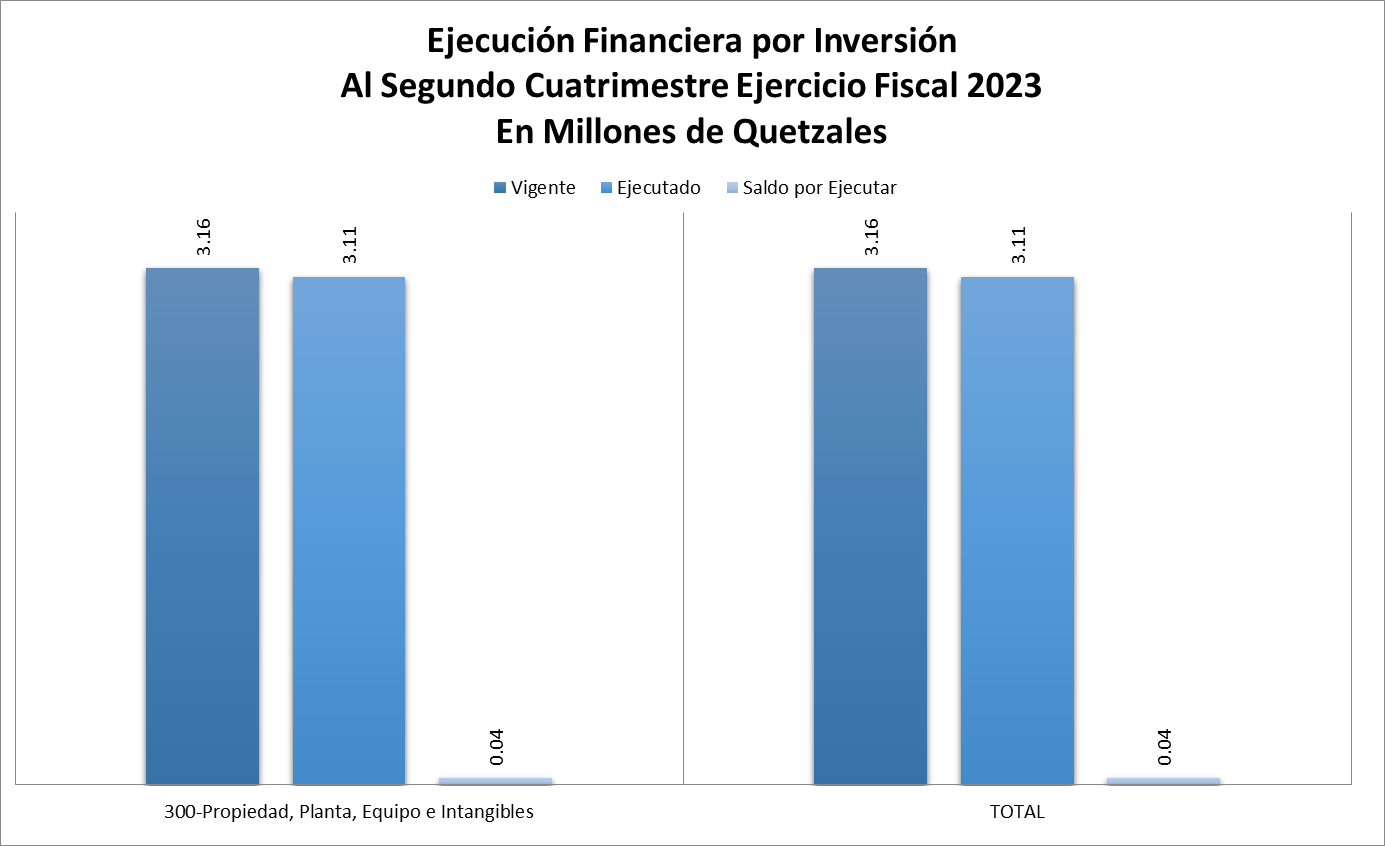 Ejecución Financiera por Inversión
Al Segundo Cuatrimestre Ejercicio Fiscal 2023
En Millones de Quetzales
Vigente Ejecutado Saldo por Ejecutar
3.16 3.11 0.04 3.16 3.11 0.04
300-Propiedad, Planta, Equipo e Intangibles TOTAL